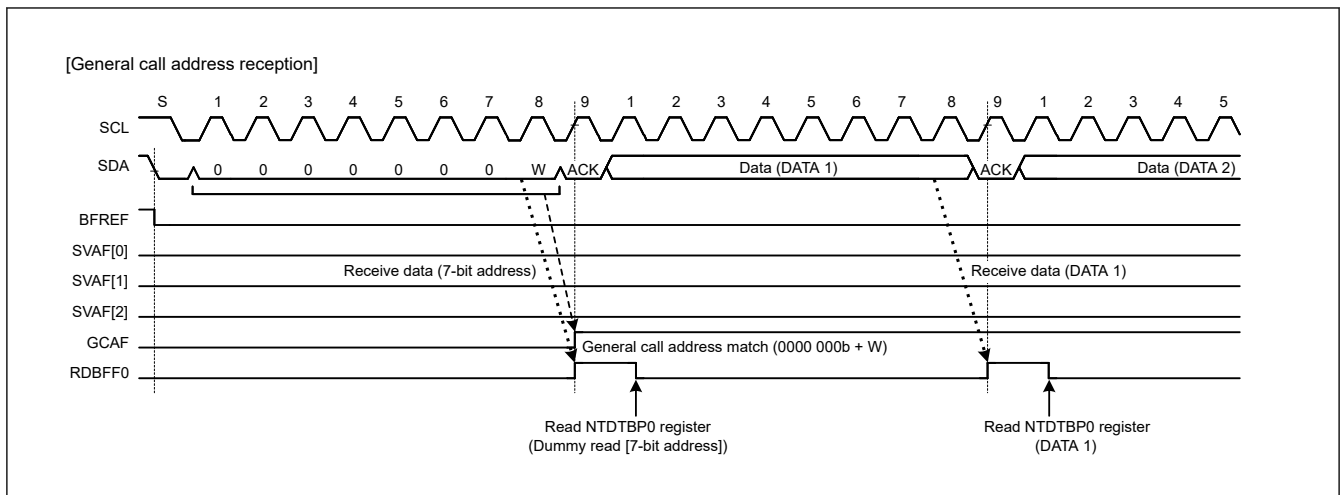 [General call address reception]
S 1 2 3 4 5 6 7 8 9 1 2 3 4 5 6 7 8 9 1 2 3 4 5
SCL
SDA 0 0 0 0 0 0 0 W ACK Data (DATA 1) ACK Data (DATA 2)
BFREF
SVAF[0]
Receive data (7-bit address) Receive data (DATA 1)
SVAF[1]
SVAF[2]
GCAF
General call address match (0000 000b + W)
RDBFF0
Read NTDTBP0 register Read NTDTBP0 register
(Dummy read [7-bit address]) (DATA 1)